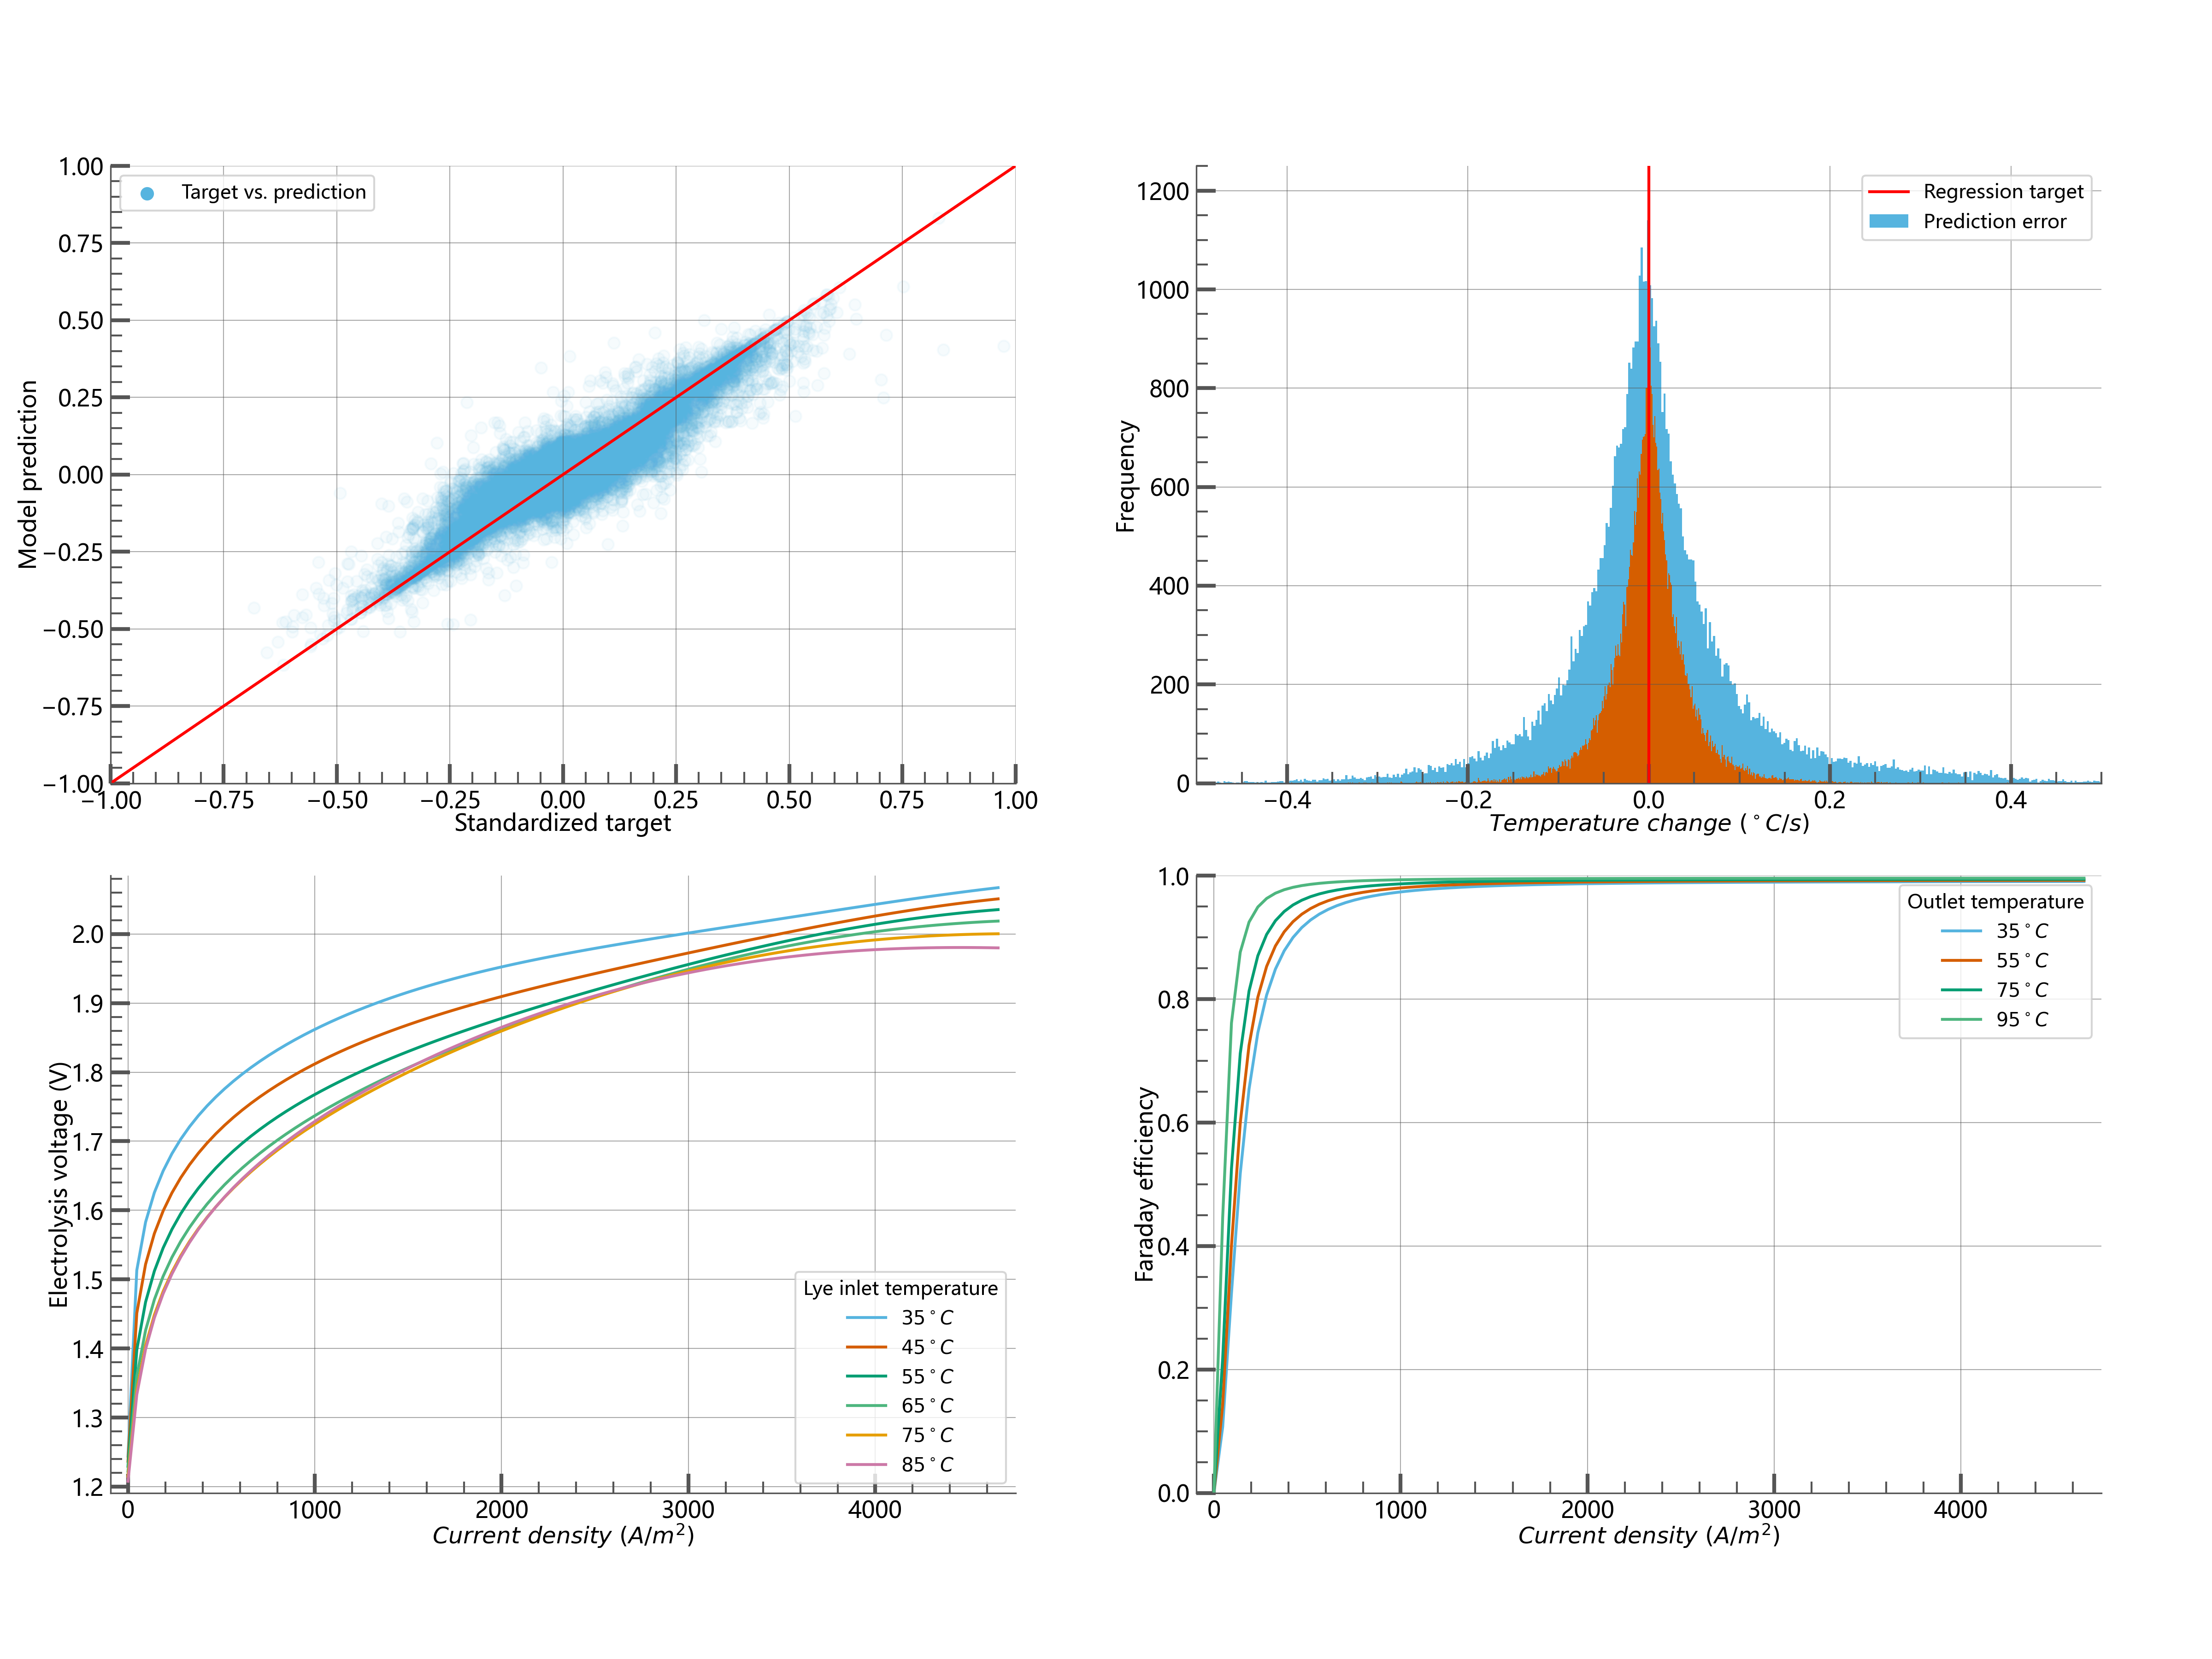 1.00
0.75
0.50
0.25
0.00
−0.25
−0.50
−0.75
−1.00
Model prediction
Target vs. prediction
−1.00 −0.75 −0.50 −0.25 0.00 0.25 0.50 0.75 1.00
Standardized target
1200
1000
800
600
400
200
0
Frequency
Regression target
Prediction error
−0.4 −0.2 0.0 0.2 0.4
Temperature change (°C/s)
2.0
1.9
1.8
1.7
1.6
1.5
1.4
1.3
1.2
Electrolysis voltage (V)
Lye inlet temperature
35°C
45°C
55°C
65°C
75°C
85°C
0 1000 2000 3000 4000
Current density (A/m²)
1.0
0.8
0.6
0.4
0.2
0.0
Faraday efficiency
Outlet temperature
35°C
55°C
75°C
95°C
0 1000 2000 3000 4000
Current density (A/m²)